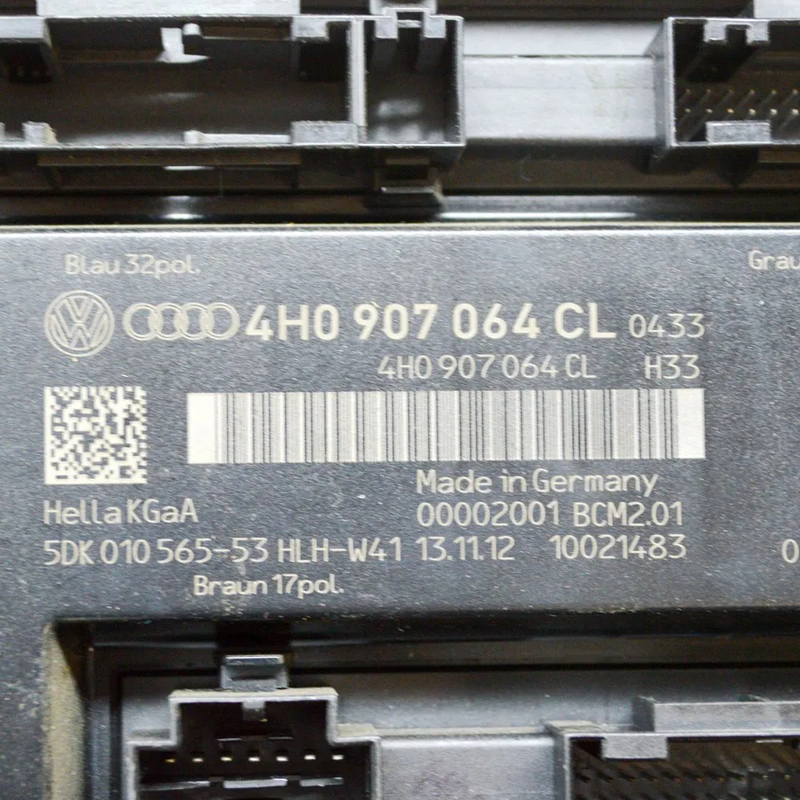 Blau 32pol.
Grau
4H0 907 064 CL 0433
4H0 907 064 CL H33
Made in Germany
Hella KGaA 00002001 BCM2.01
5DK 010 565-53 HLH-W41 13.11.12 10021483 0
Braun 17pol.